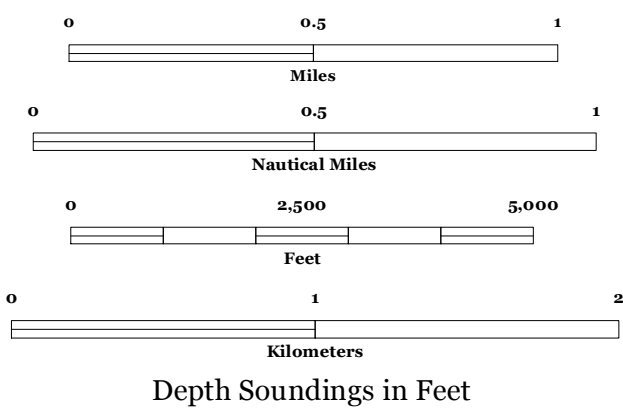 0 0.5 1
Miles
0 0.5 1
Nautical Miles
0 2,500 5,000
Feet
0 1 2
Kilometers
Depth Soundings in Feet